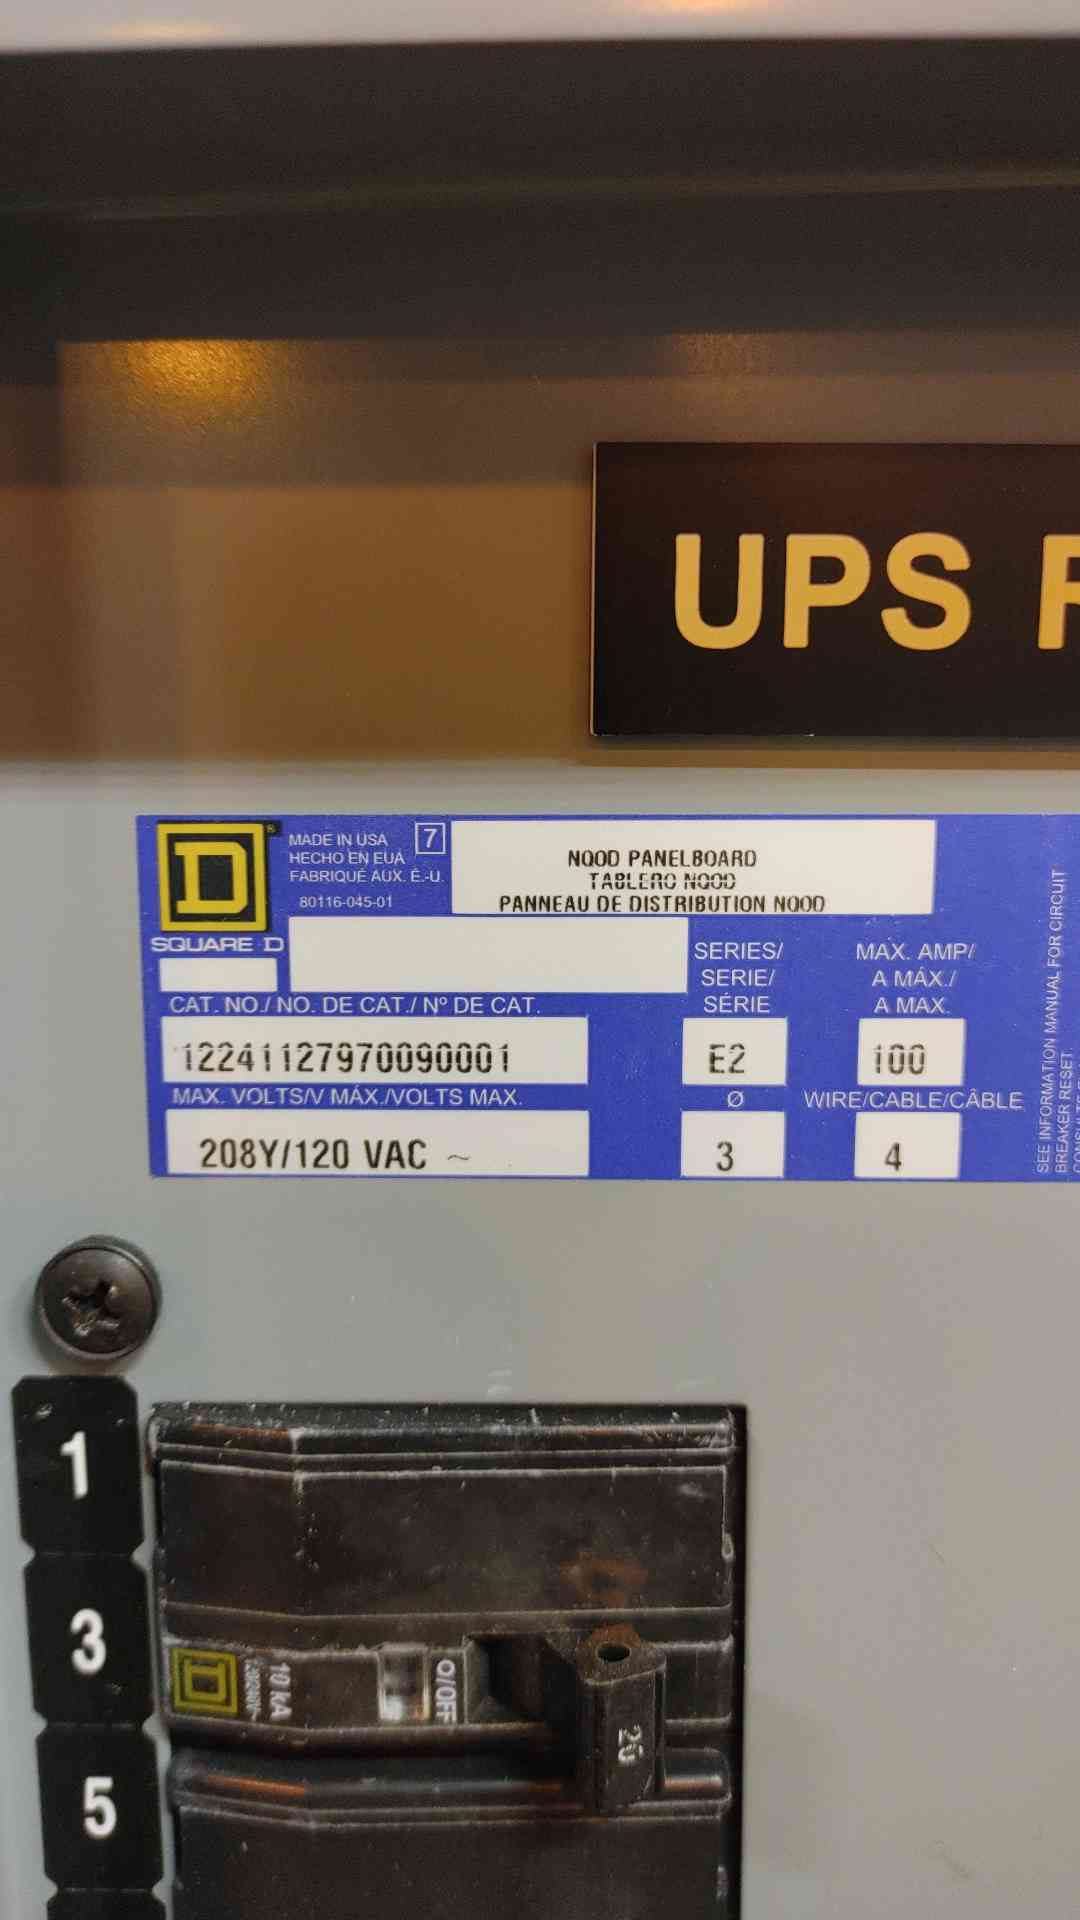 UPS
D
®
SQUARE D
MADE IN USA
HECHO EN EUA
FABRIQUÉ AUX. É.-U.
80116-045-01
7
NQOD PANELBOARD
TABLERO NQOD
PANNEAU DE DISTRIBUTION NQOD
SERIES/
SERIE/
SÉRIE
MAX. AMP/
A MÁX./
A MAX.
CAT. NO./ NO. DE CAT./ Nº DE CAT.
12241127970090001
E2
100
MAX. VOLTS/V MÁX./VOLTS MAX.
Ø
WIRE/CABLE/CÂBLE
208Y/120 VAC ~
3
4
SEE INFORMATION MANUAL FOR CIRCUIT
BREAKER RESET.
1
3
5
D
10 kA
120/240V~
O/OFF
20